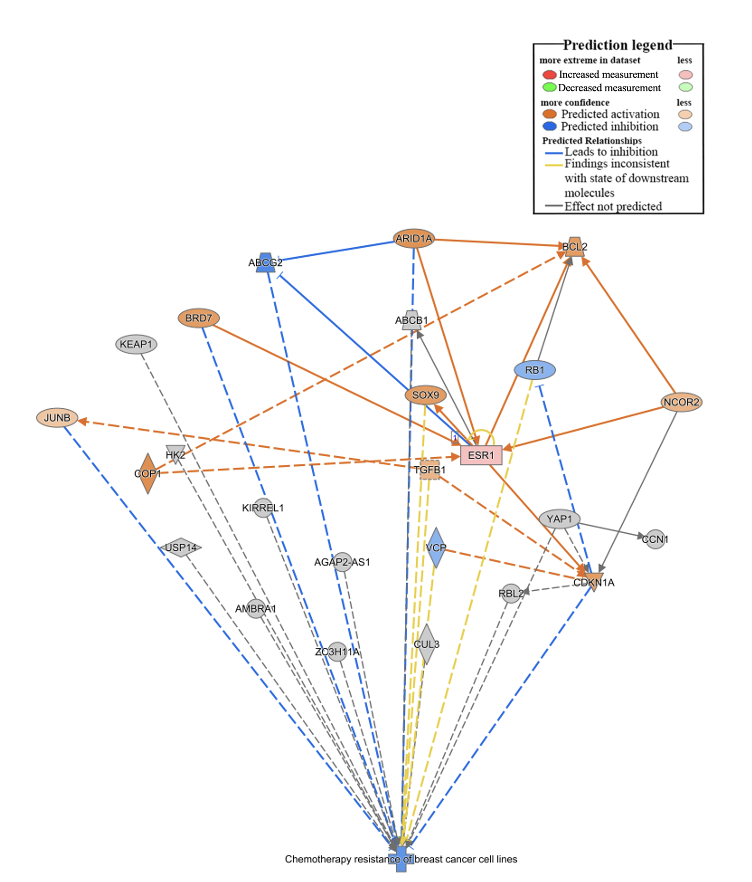 Prediction legend
more extreme in dataset less
Increased measurement
Decreased measurement
more confidence less
Predicted activation
Predicted inhibition
Predicted Relationships
Leads to inhibition
Findings inconsistent
with state of downstream
molecules
Effect not predicted
ARID1A
BCL2
ABCG2
BRD7
ABCB1
KEAP1
RB1
SOX9
NCOR2
JUNB
1
ESR1
HK2
COP1
TGFB1
KIRREL1
YAP1
CCN1
USP14
VCP
AGAP2-AS1
CDKN1A
RBL2
AMBRA1
ZC3H11A
CUL3
Chemotherapy resistance of breast cancer cell lines